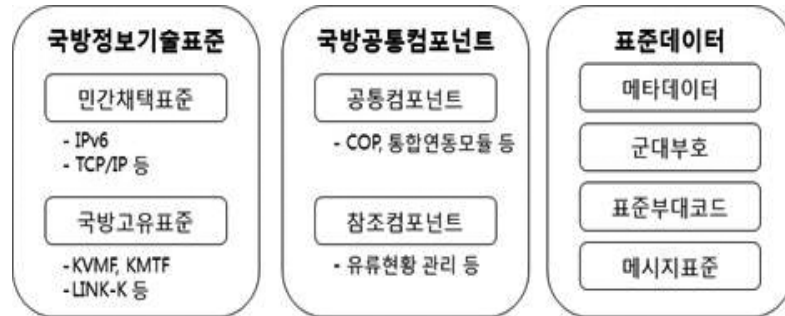 국방정보기술표준
민간채택표준
- IPv6
- TCP/IP 등
국방고유표준
-KVMF, KMTF
-LINK-K 등
국방공통컴포넌트
공통컴포넌트
- COP, 통합연동모듈 등
참조컴포넌트
- 유류현황 관리 등
표준데이터
메타데이터
군대부호
표준부대코드
메시지표준